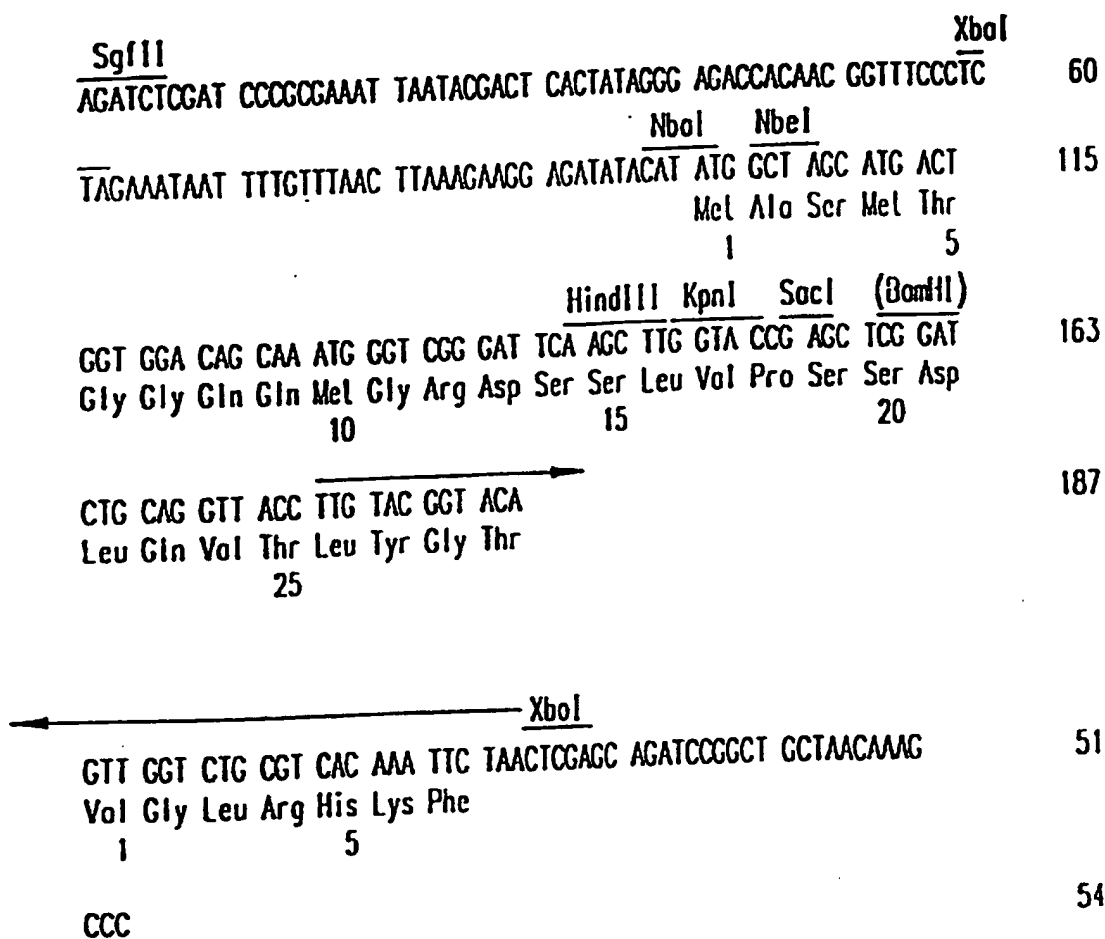 SgfII XbaI
AGATCTCGAT CCCGCGAAAT TAATACGACT CACTATAGGG AGACCACAAC GGTTTCCCTC 60
NbaI NbeI
TAGAAATAAT TTTGTTTAAC TTAAAGAAGG AGATATACAT ATG GCT AGC ATG ACT 115
Met Ala Ser Met Thr
1 5
HindIII KpnI SacI (BamHI)
GGT GGA CAG CAA ATG GGT CGG GAT TCA AGC TTG GTA CCG AGC TCG GAT 163
Gly Gly Gln Gln Met Gly Arg Asp Ser Ser Leu Val Pro Ser Ser Asp
10 15 20
CTG CAG GTT ACC TTG TAC GGT ACA 187
Leu Gln Val Thr Leu Tyr Gly Thr
25
XboI
GTT GGT CTG CGT CAC AAA TTC TAACTCGAGC AGATCCGGCT GCTAACAAAG 51
Val Gly Leu Arg His Lys Phe
1 5
CCC 54